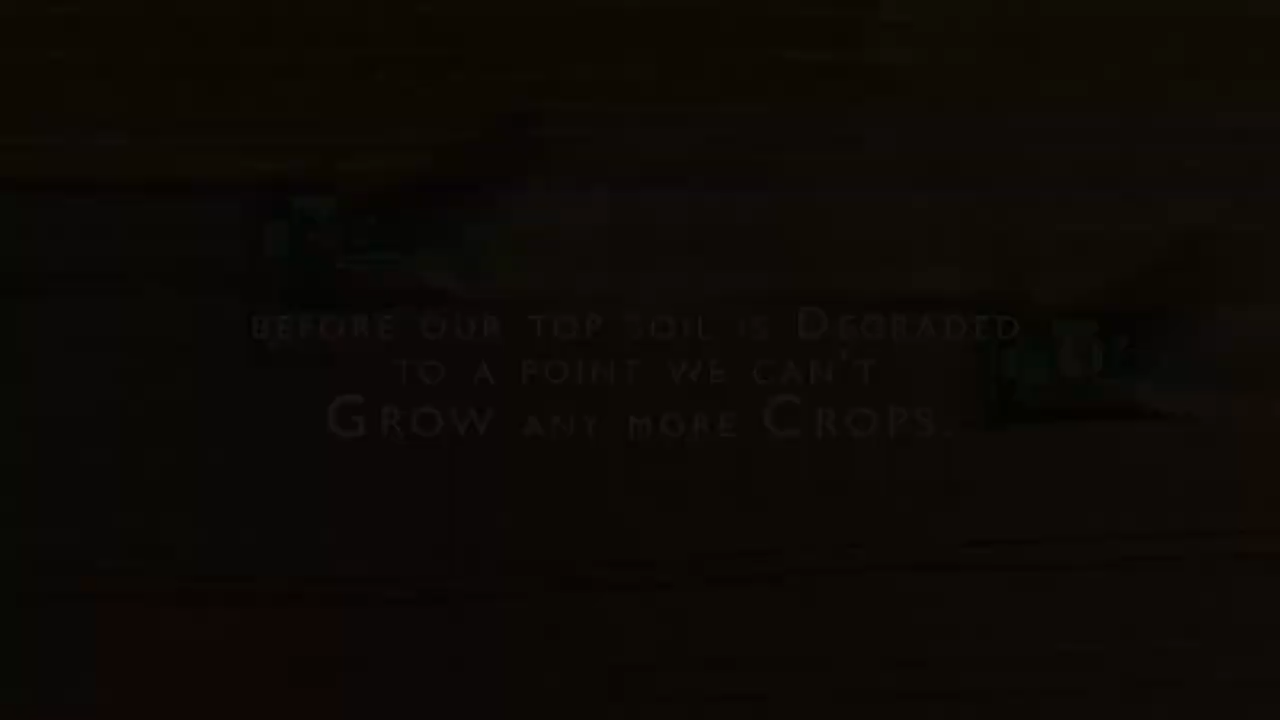 BEFORE OUR TOP SOIL IS DEGRADED
TO A POINT WE CAN'T
GROW ANY MORE CROPS.